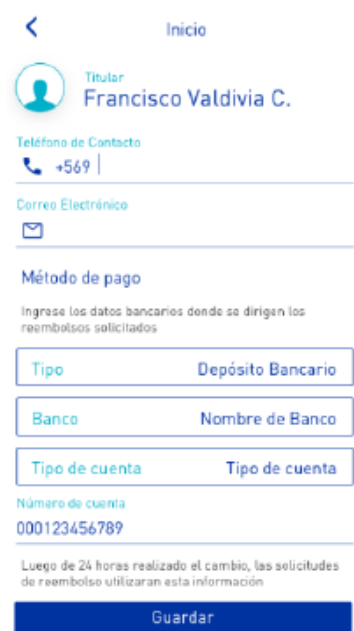 Inicio
Titular
Francisco Valdivia C.
Teléfono de Contacto
+569
Correo Electrónico
Método de pago
Ingrese los datos bancarios donde se dirigen los
reembolsos solicitados
Tipo Depósito Bancario
Banco Nombre de Banco
Tipo de cuenta Tipo de cuenta
Número de cuenta
000123456789
Luego de 24 horas realizado el cambio, las solicitudes
de reembolso utilizaran esta información
Guardar